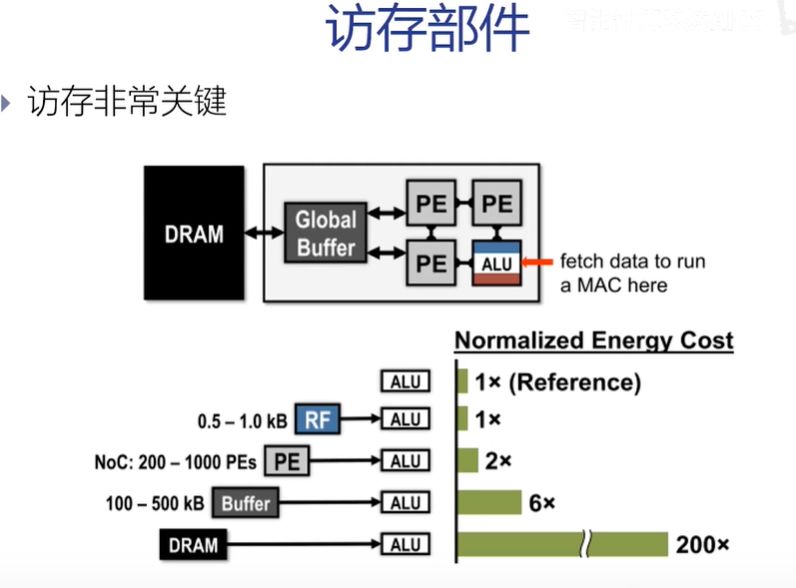 访存部件
访存非常关键
DRAM
Global
Buffer
PE
PE
PE
ALU
fetch data to run
a MAC here
Normalized Energy Cost
ALU
1× (Reference)
0.5 – 1.0 kB
RF
ALU
1×
NoC: 200 – 1000 PEs
PE
ALU
2×
100 – 500 kB
Buffer
ALU
6×
DRAM
ALU
200×